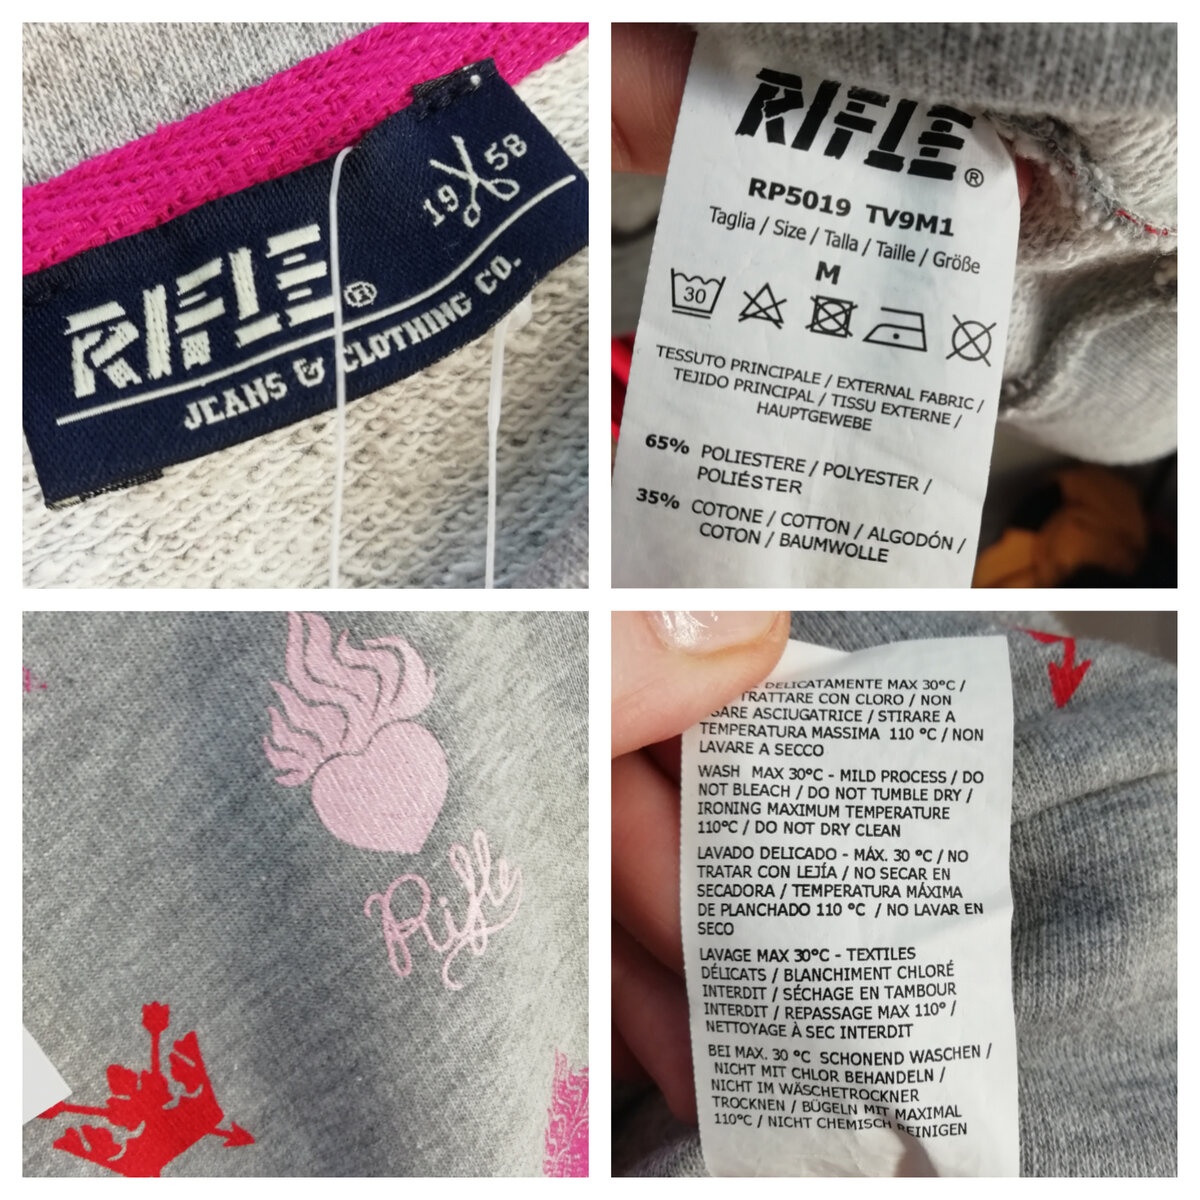 RIFLE ®
19 58
JEANS & CLOTHING CO.
RIFLE ®
RP5019 TV9M1
Taglia / Size / Talla / Taille / Größe
M
30
TESSUTO PRINCIPALE / EXTERNAL FABRIC /
TEJIDO PRINCIPAL / TISSU EXTERNE /
HAUPTGEWEBE
65% POLIESTERE / POLYESTER /
POLIÉSTER
35% COTONE / COTTON / ALGODÓN /
COTON / BAUMWOLLE
Rifle
DELICATAMENTE MAX 30°C /
TRATTARE CON CLORO / NON
ASCIUGATRICE / STIRARE A
TEMPERATURA MASSIMA 110 °C / NON
LAVARE A SECCO
WASH MAX 30°C - MILD PROCESS / DO
NOT BLEACH / DO NOT TUMBLE DRY /
IRONING MAXIMUM TEMPERATURE
110°C / DO NOT DRY CLEAN
LAVADO DELICADO - MÁX. 30 °C / NO
TRATAR CON LEJÍA / NO SECAR EN
SECADORA / TEMPERATURA MÁXIMA
DE PLANCHADO 110 °C / NO LAVAR EN
SECO
LAVAGE MAX 30°C - TEXTILES
DÉLICATS / BLANCHIMENT CHLORÉ
INTERDIT / SÉCHAGE EN TAMBOUR
INTERDIT / REPASSAGE MAX 110° /
NETTOYAGE À SEC INTERDIT
BEI MAX. 30 °C SCHONEND WASCHEN /
NICHT MIT CHLOR BEHANDELN /
NICHT IM WÄSCHETROCKNER
TROCKNEN / BÜGELN MIT MAXIMAL
110°C / NICHT CHEMISCH REINIGEN